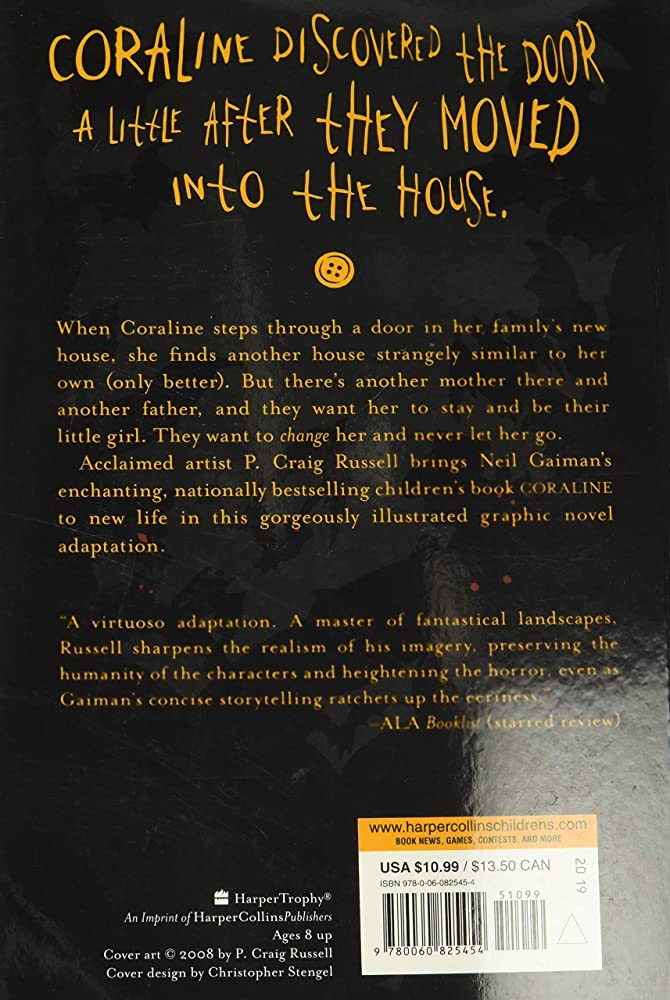 CORALINE DISCOVERED THE DOOR
A LITTLE AFTER THEY MOVED
INTO THE HOUSE.
When Coraline steps through a door in her family's new
house, she finds another house strangely similar to her
own (only better). But there's another mother there and
another father, and they want her to stay and be their
little girl. They want to change her and never let her go.
Acclaimed artist P. Craig Russell brings Neil Gaiman's
enchanting, nationally bestselling children's book CORALINE
to new life in this gorgeously illustrated graphic novel
adaptation.
"A virtuoso adaptation. A master of fantastical landscapes,
Russell sharpens the realism of his imagery, preserving the
humanity of the characters and heightening the horror, even as
Gaiman's concise storytelling ratchets up the eeriness."
—ALA Booklist (starred review)
www.harpercollinschildrens.com
BOOK NEWS, GAMES, CONTESTS, AND MORE
USA $10.99 / $13.50 CAN
ISBN 978-0-06-082545-4
51099
2019
9 780060 825454
HarperTrophy®
An Imprint of HarperCollinsPublishers
Ages 8 up
Cover art © 2008 by P. Craig Russell
Cover design by Christopher Stengel